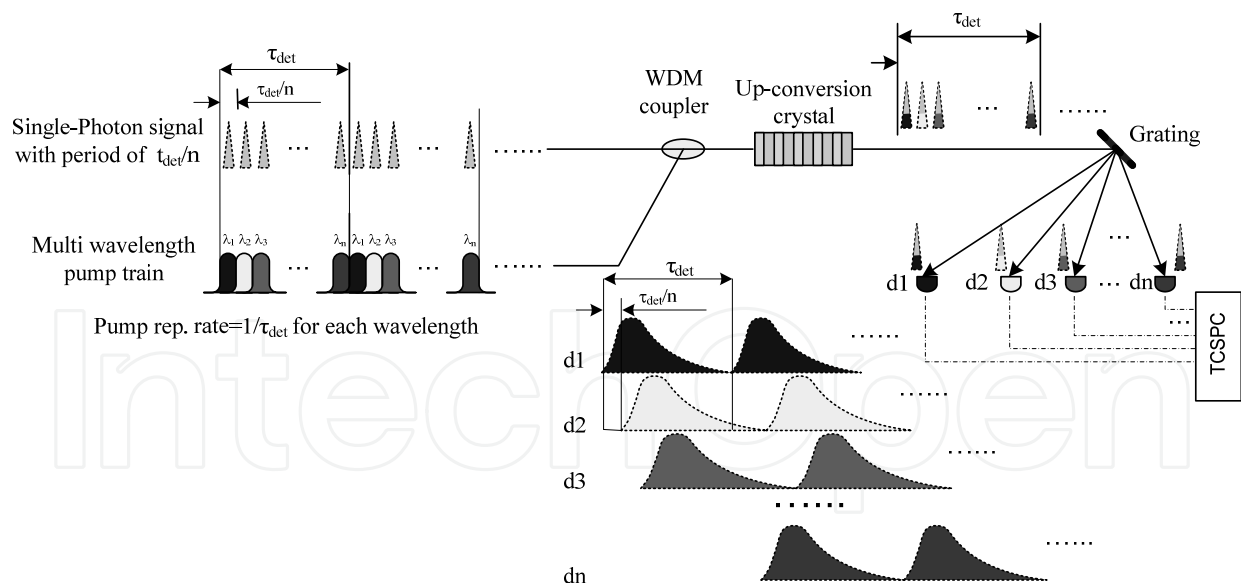 τdet
τdet/n
Single-Photon signal
with period of tdet/n
...
...
......
WDM
coupler
Up-conversion
crystal
τdet
...
......
Grating
λ1 λ2 λ3
λn λ1 λ2 λ3
λn
Multi wavelength
pump train
...
...
......
Pump rep. rate=1/τdet for each wavelength
...
d1
d2
d3
...
dn
...
TCSPC
τdet
τdet/n
d1
......
d2
......
d3
......
......
dn
......
IntechOpen